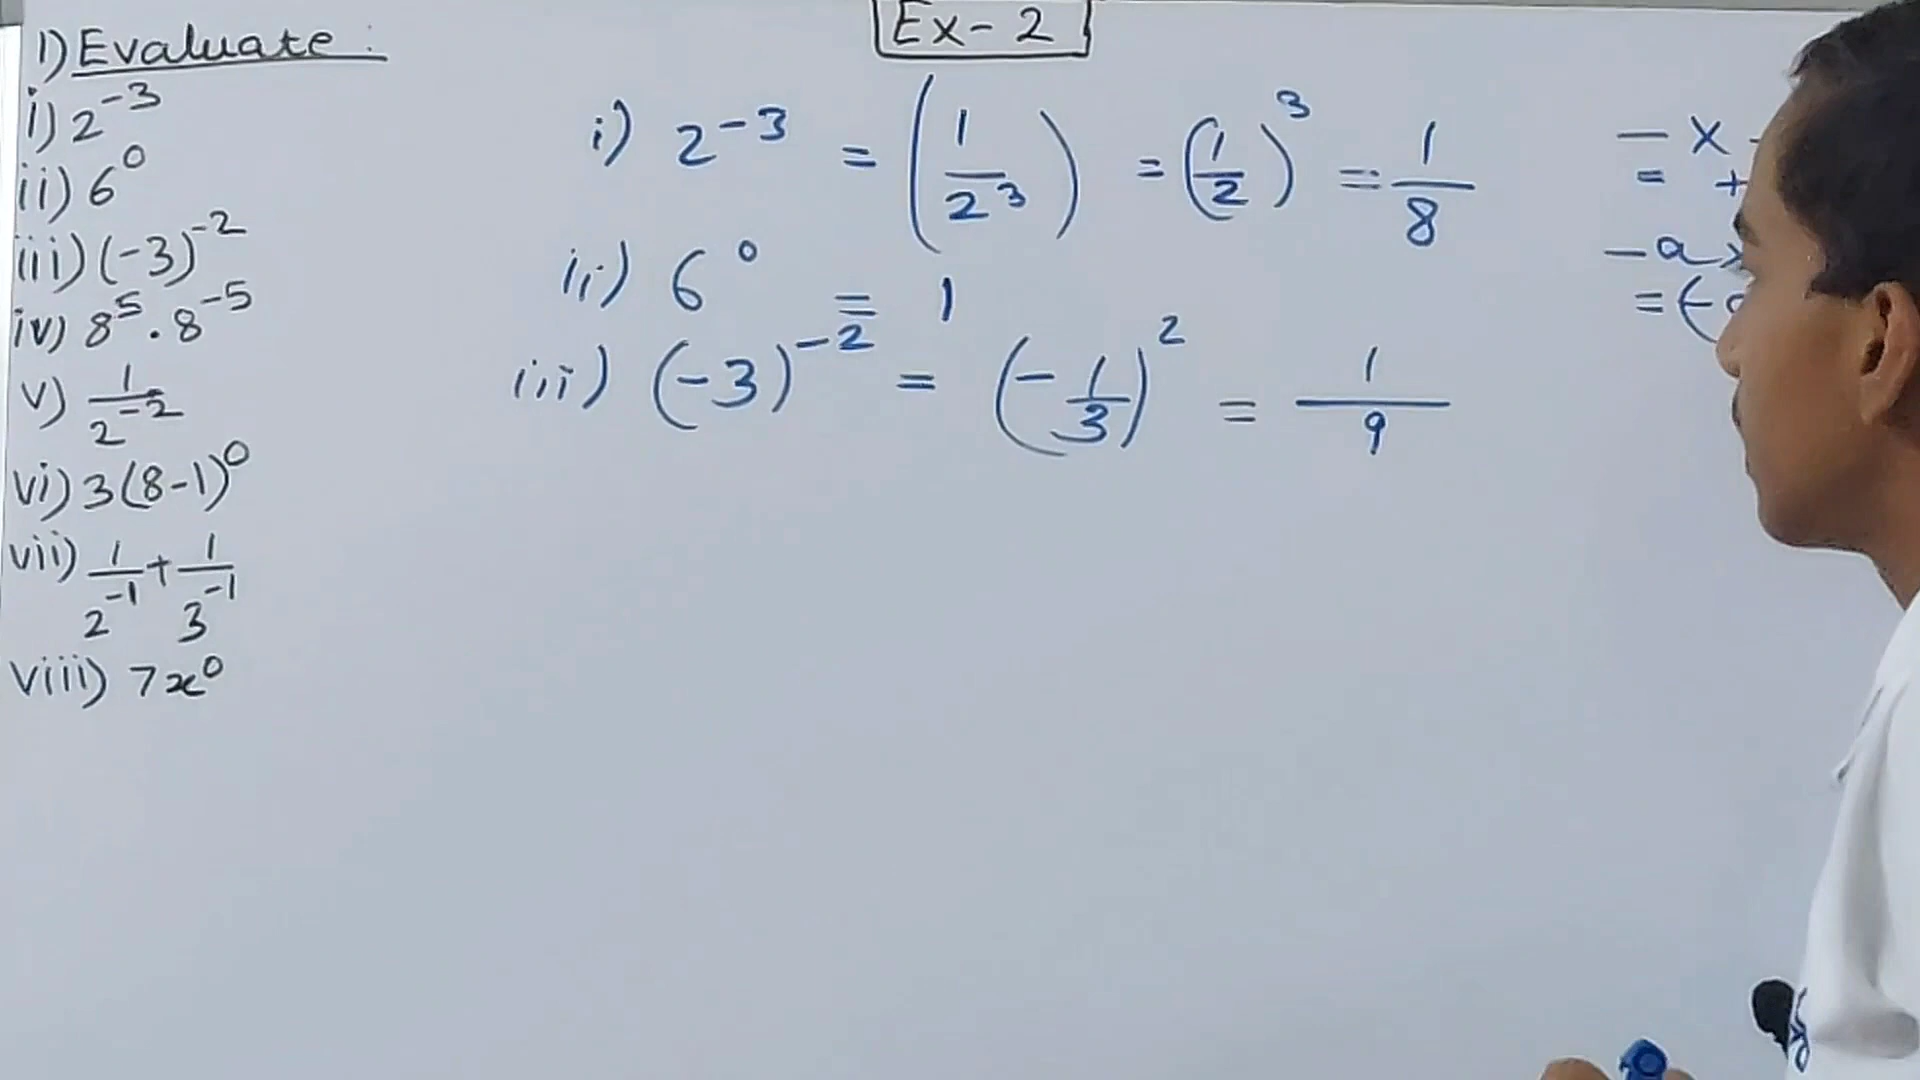 Ex-2
1) Evaluate:
i) 2^-3
ii) 6^0
iii) (-3)^-2
iv) 8^5 . 8^-5
v) 1/2^-2
vi) 3(8-1)^0
vii) 1/2^-1 + 1/3^-1
viii) 7x^0
i) 2^-3 = (1/2^3) = (1/2)^3 = 1/8
ii) 6^0 = 1
iii) (-3)^-2 = (-1/3)^2 = 1/9
- x -
= +
-a x
= (-